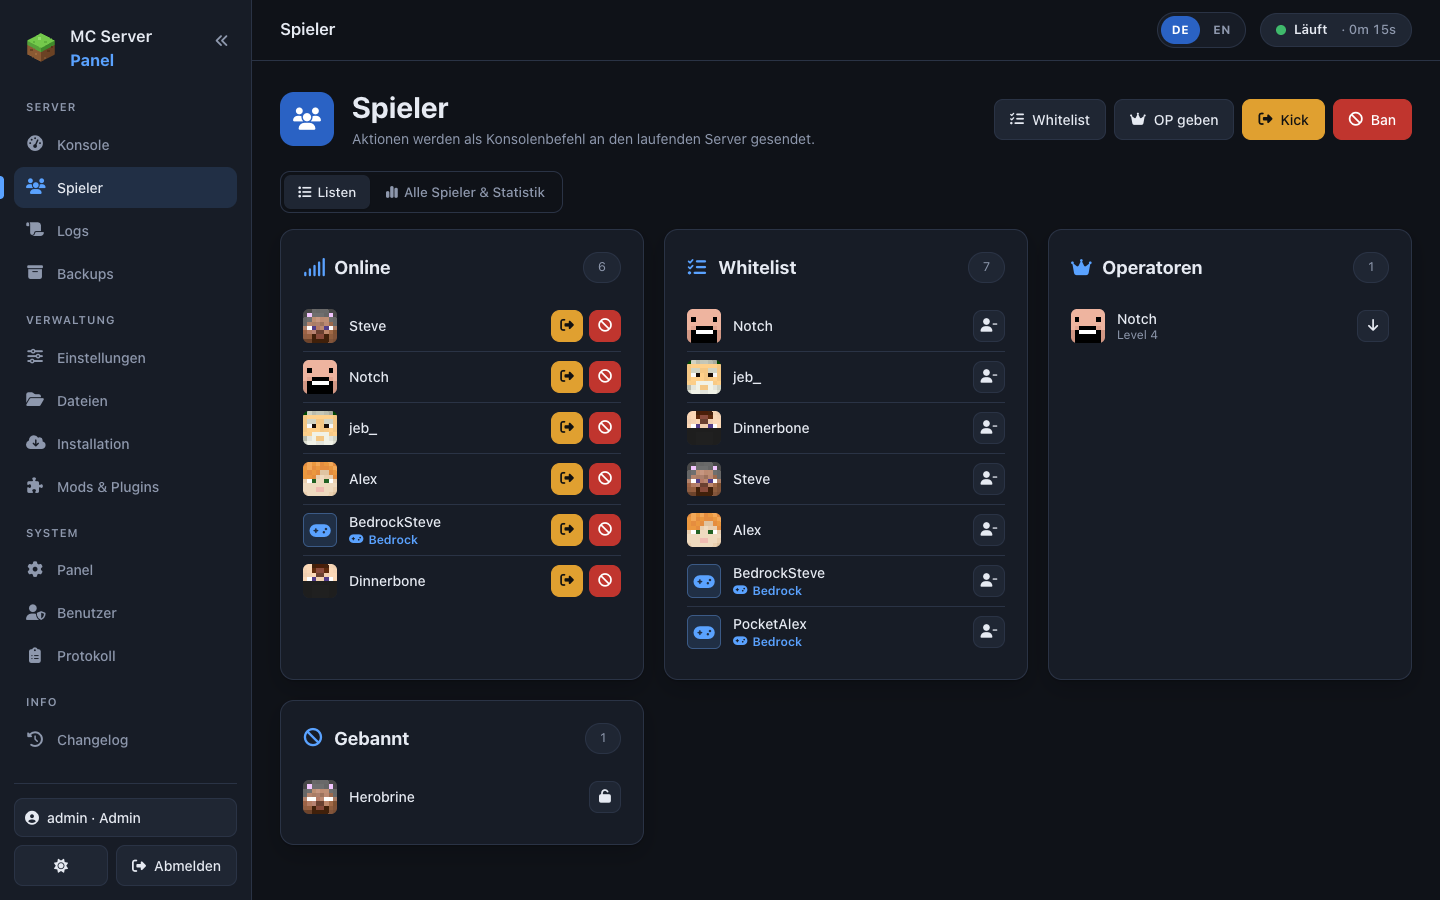 MC Server
Panel
SERVER
Konsole
Spieler
Logs
Backups
VERWALTUNG
Einstellungen
Dateien
Installation
Mods & Plugins
SYSTEM
Panel
Benutzer
Protokoll
INFO
Changelog
admin · Admin
Abmelden
Spieler
DE EN
Läuft · 0m 15s
Spieler
Aktionen werden als Konsolenbefehl an den laufenden Server gesendet.
Whitelist
OP geben
Kick
Ban
Listen
Alle Spieler & Statistik
Online 6
Steve
Notch
jeb_
Alex
BedrockSteve
Bedrock
Dinnerbone
Whitelist 7
Notch
jeb_
Dinnerbone
Steve
Alex
BedrockSteve
Bedrock
PocketAlex
Bedrock
Operatoren 1
Notch
Level 4
Gebannt 1
Herobrine